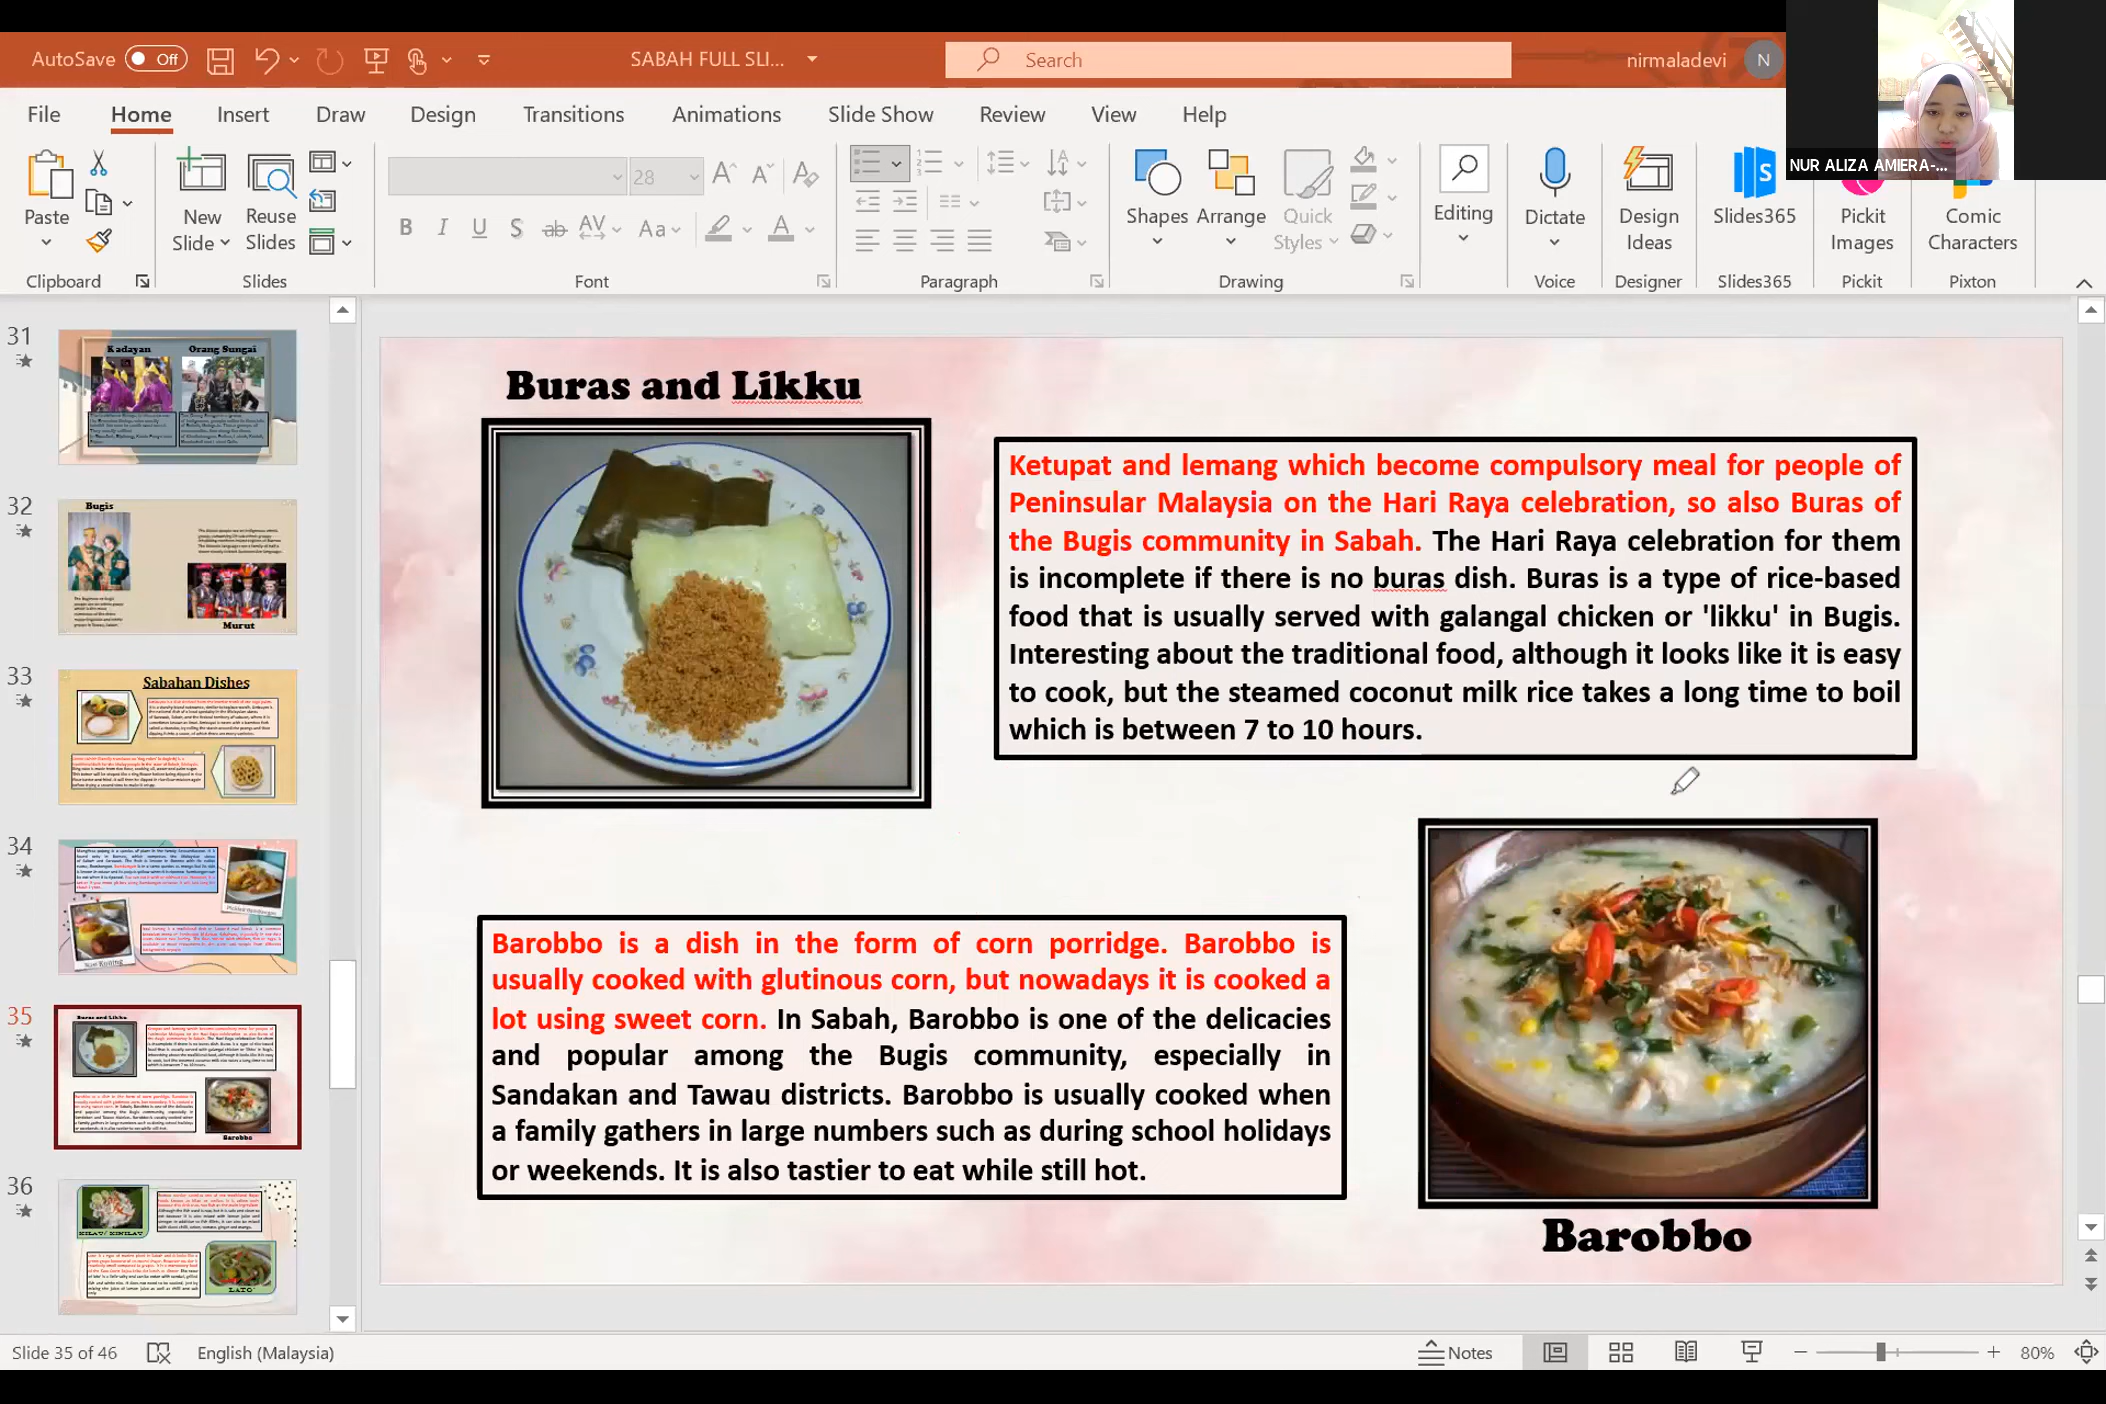 AutoSave Off SABAH FULL SLI... Search nirmaladevi N
NUR ALIZA AMIERA-...
File Home Insert Draw Design Transitions Animations Slide Show Review View Help
28
Paste
New Slide
Reuse Slides
Shapes Arrange Quick Styles
Editing
Dictate
Design Ideas
Slides365
Pickit Images
Comic Characters
Clipboard Slides Font Paragraph Drawing Voice Designer Slides365 Pickit Pixton
31
Kadayan Orang Sungai
32
Bugis
Murut
33
Sabahan Dishes
34
35
Buras and Likku
Barobbo
36
LATO'
Buras and Likku
Ketupat and lemang which become compulsory meal for people of
Peninsular Malaysia on the Hari Raya celebration, so also Buras of
the Bugis community in Sabah. The Hari Raya celebration for them
is incomplete if there is no buras dish. Buras is a type of rice-based
food that is usually served with galangal chicken or 'likku' in Bugis.
Interesting about the traditional food, although it looks like it is easy
to cook, but the steamed coconut milk rice takes a long time to boil
which is between 7 to 10 hours.
Barobbo is a dish in the form of corn porridge. Barobbo is
usually cooked with glutinous corn, but nowadays it is cooked a
lot using sweet corn. In Sabah, Barobbo is one of the delicacies
and popular among the Bugis community, especially in
Sandakan and Tawau districts. Barobbo is usually cooked when
a family gathers in large numbers such as during school holidays
or weekends. It is also tastier to eat while still hot.
Barobbo
Slide 35 of 46 English (Malaysia) Notes 80%